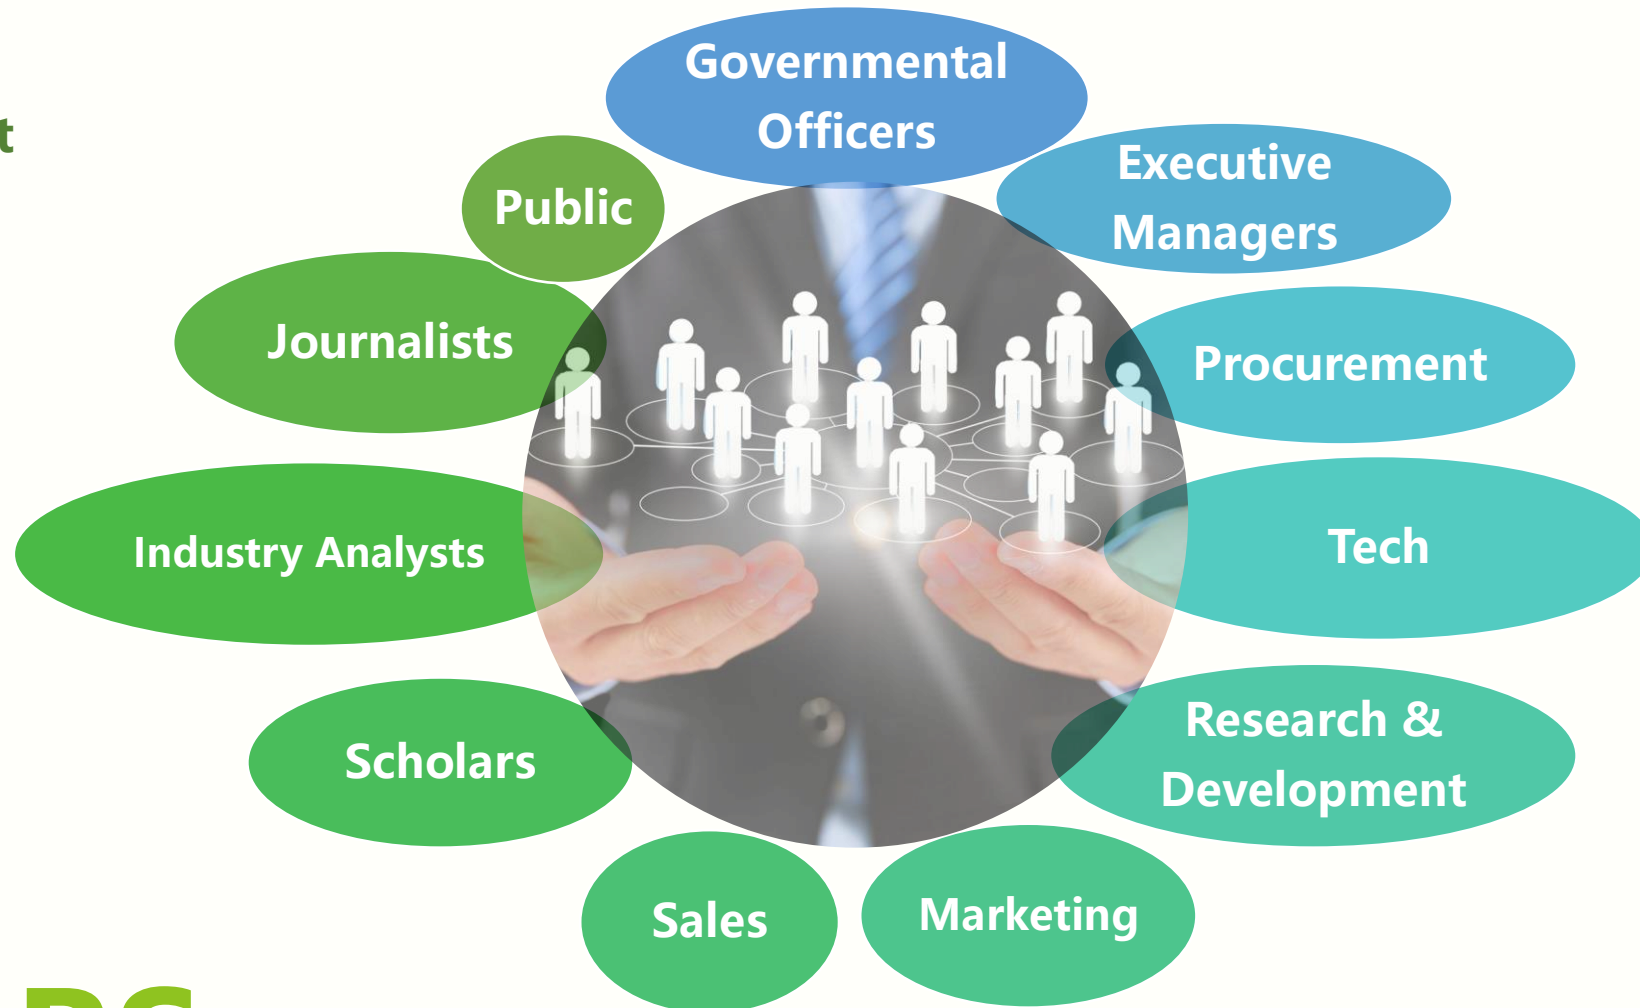 Governmental
Officers
Executive
Managers
Public
Journalists
Procurement
Industry Analysts
Tech
Research &
Development
Scholars
Sales
Marketing